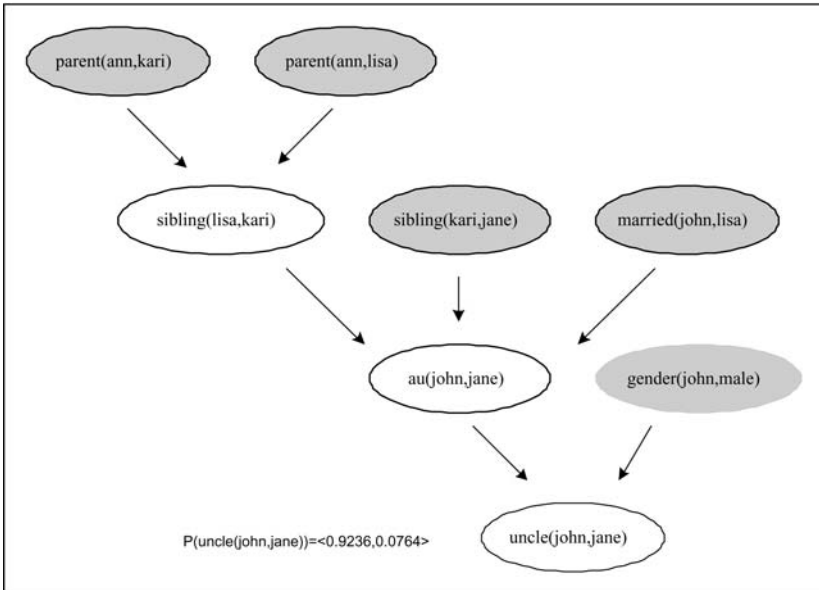 parent(ann,kari)
parent(ann,lisa)
sibling(lisa,kari)
sibling(kari,jane)
married(john,lisa)
au(john,jane)
gender(john,male)
uncle(john,jane)
P(uncle(john,jane))=<0.9236,0.0764>